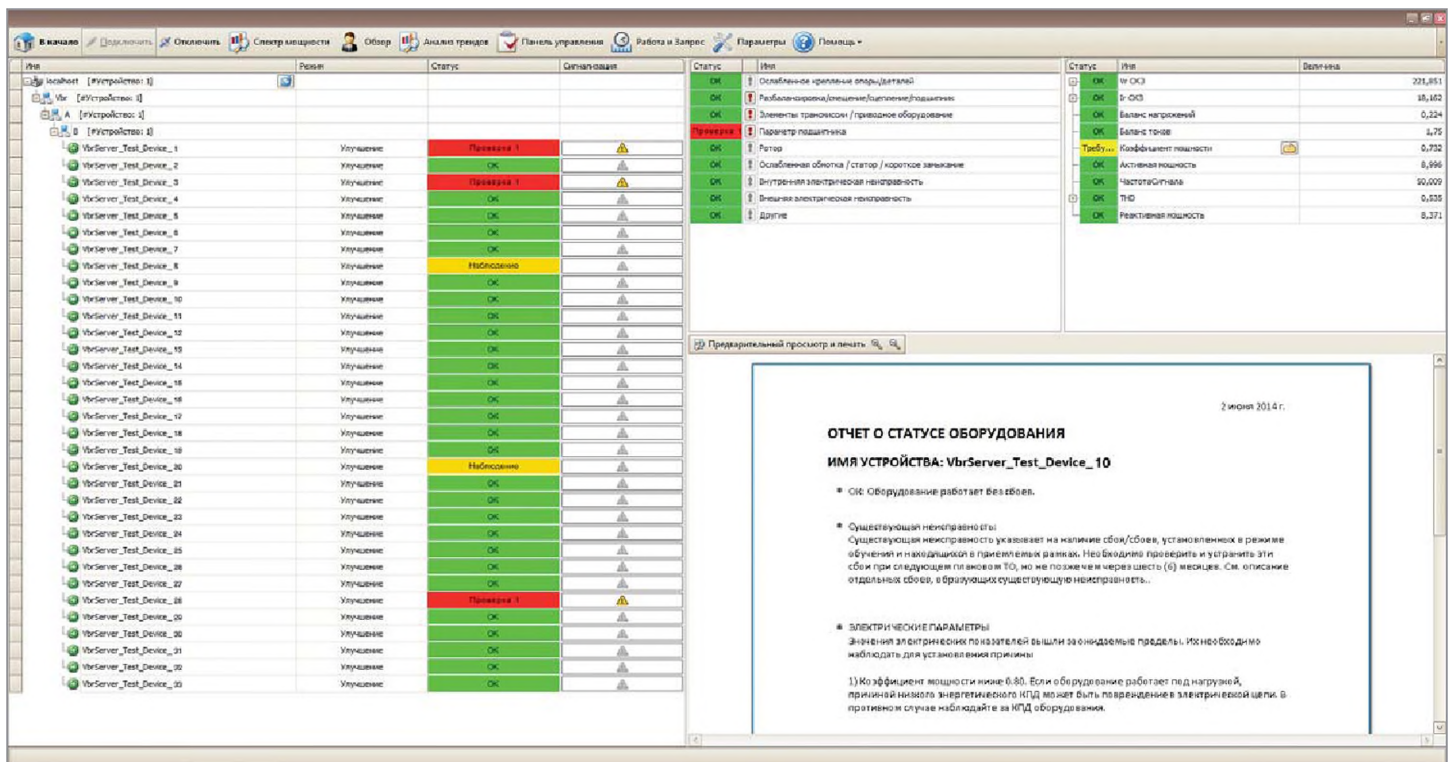 В начало Подключить Отключить Спектр мощности Обзор Анализ трендов Панель управления Работа и Запрос Параметры Помощь
Имя Режим Статус Сигнализация
localhost [#Устройство: 1]
Vbr [#Устройство: 1]
A [#Устройство: 1]
B [#Устройство: 1]
VbrServer_Test_Device_1 Улучшение Проверка 1
VbrServer_Test_Device_2 Улучшение OK
VbrServer_Test_Device_3 Улучшение Проверка 1
VbrServer_Test_Device_4 Улучшение OK
VbrServer_Test_Device_5 Улучшение OK
VbrServer_Test_Device_6 Улучшение OK
VbrServer_Test_Device_7 Улучшение OK
VbrServer_Test_Device_8 Улучшение Наблюдение
VbrServer_Test_Device_9 Улучшение OK
VbrServer_Test_Device_10 Улучшение OK
VbrServer_Test_Device_11 Улучшение OK
VbrServer_Test_Device_12 Улучшение OK
VbrServer_Test_Device_13 Улучшение OK
VbrServer_Test_Device_14 Улучшение OK
VbrServer_Test_Device_15 Улучшение OK
VbrServer_Test_Device_16 Улучшение OK
VbrServer_Test_Device_17 Улучшение OK
VbrServer_Test_Device_18 Улучшение OK
VbrServer_Test_Device_19 Улучшение OK
VbrServer_Test_Device_20 Улучшение Наблюдение
VbrServer_Test_Device_21 Улучшение OK
VbrServer_Test_Device_22 Улучшение OK
VbrServer_Test_Device_23 Улучшение OK
VbrServer_Test_Device_24 Улучшение OK
VbrServer_Test_Device_25 Улучшение OK
VbrServer_Test_Device_26 Улучшение OK
VbrServer_Test_Device_27 Улучшение OK
VbrServer_Test_Device_28 Улучшение Проверка 1
VbrServer_Test_Device_29 Улучшение OK
VbrServer_Test_Device_30 Улучшение OK
VbrServer_Test_Device_31 Улучшение OK
VbrServer_Test_Device_32 Улучшение OK
VbrServer_Test_Device_33 Улучшение OK
Статус Имя
OK Ослабленное крепление опоры/деталей
OK Разбалансировка/смещение/сцепление/подшипник
OK Элементы трансмиссии / приводное оборудование
Проверка 1 Параметр подшипника
OK Ротор
OK Ослабленная обмотка / статор / короткое замыкание
OK Внутренняя электрическая неисправность
OK Внешняя электрическая неисправность
OK Другие
Статус Имя Величина
OK Vr СКЗ 221,851
OK Ir СКЗ 18,162
OK Баланс напряжений 0,224
OK Баланс токов 1,75
Требу... Коэффициент мощности 0,732
OK Активная мощность 8,996
OK ЧастотаСигнала 50,009
OK THD 0,535
OK Реактивная мощность 8,371
Предварительный просмотр и печать
2 июня 2014 г.
ОТЧЕТ О СТАТУСЕ ОБОРУДОВАНИЯ
ИМЯ УСТРОЙСТВА: VbrServer_Test_Device_10
* OK: Оборудование работает без сбоев.
* Существующая неисправность:
Существующая неисправность указывает на наличие сбоя/сбоев, установленных в режиме
обучения и находящихся в приемлемых рамках. Необходимо проверить и устранить эти
сбои при следующем плановом ТО, но не позже чем через шесть (6) месяцев. См. описание
отдельных сбоев, образующих существующую неисправность..
* ЭЛЕКТРИЧЕСКИЕ ПАРАМЕТРЫ
Значения электрических показателей вышли за ожидаемые пределы. Их необходимо
наблюдать для установления причины
1) Коэффициент мощности ниже 0.80. Если оборудование работает под нагрузкой,
причиной низкого энергетического КПД может быть повреждение в электрической цепи. В
противном случае наблюдайте за КПД оборудования.